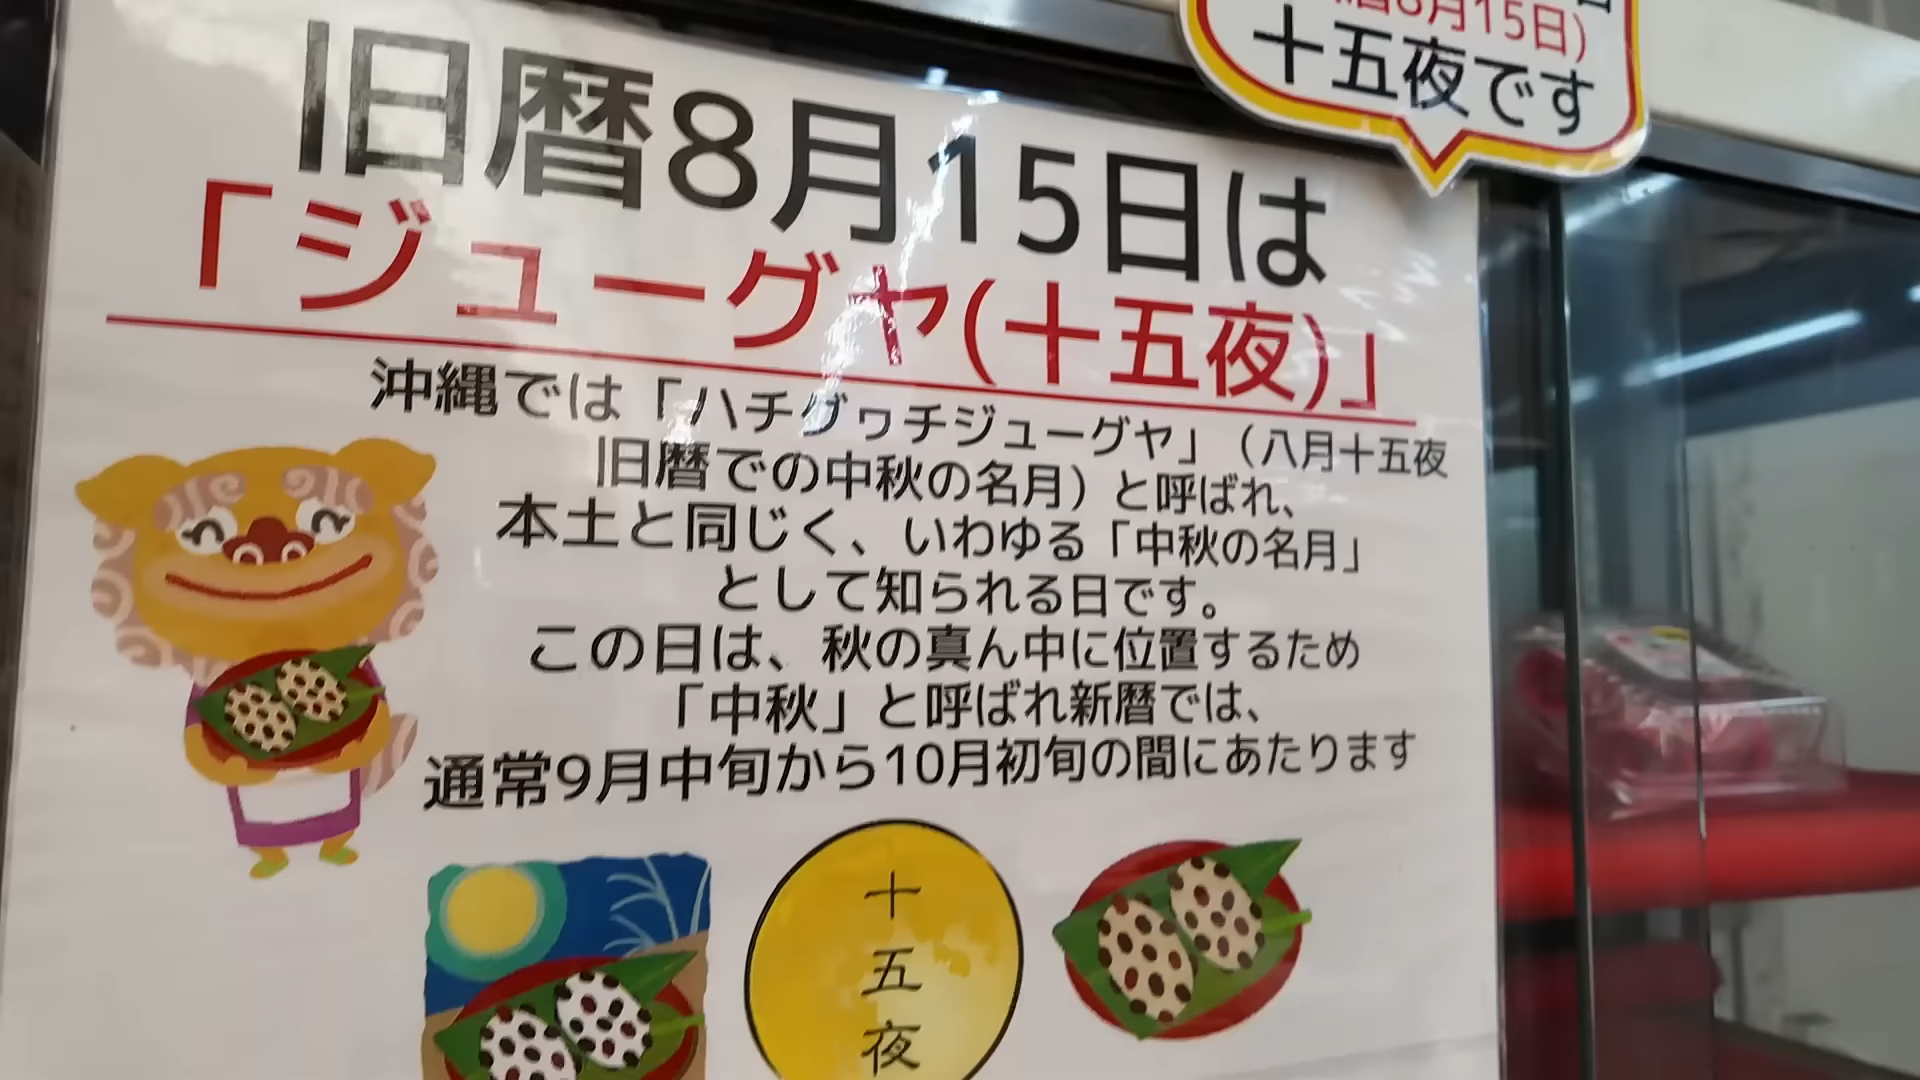 暦8月15日)
十五夜です
旧暦8月15日は
「ジューグヤ(十五夜)」
沖縄では「ハチグヮチジューグヤ」(八月十五夜
旧暦での中秋の名月)と呼ばれ、
本土と同じく、いわゆる「中秋の名月」
として知られる日です。
この日は、秋の真ん中に位置するため
「中秋」と呼ばれ新暦では、
通常9月中旬から10月初旬の間にあたります
十
五
夜